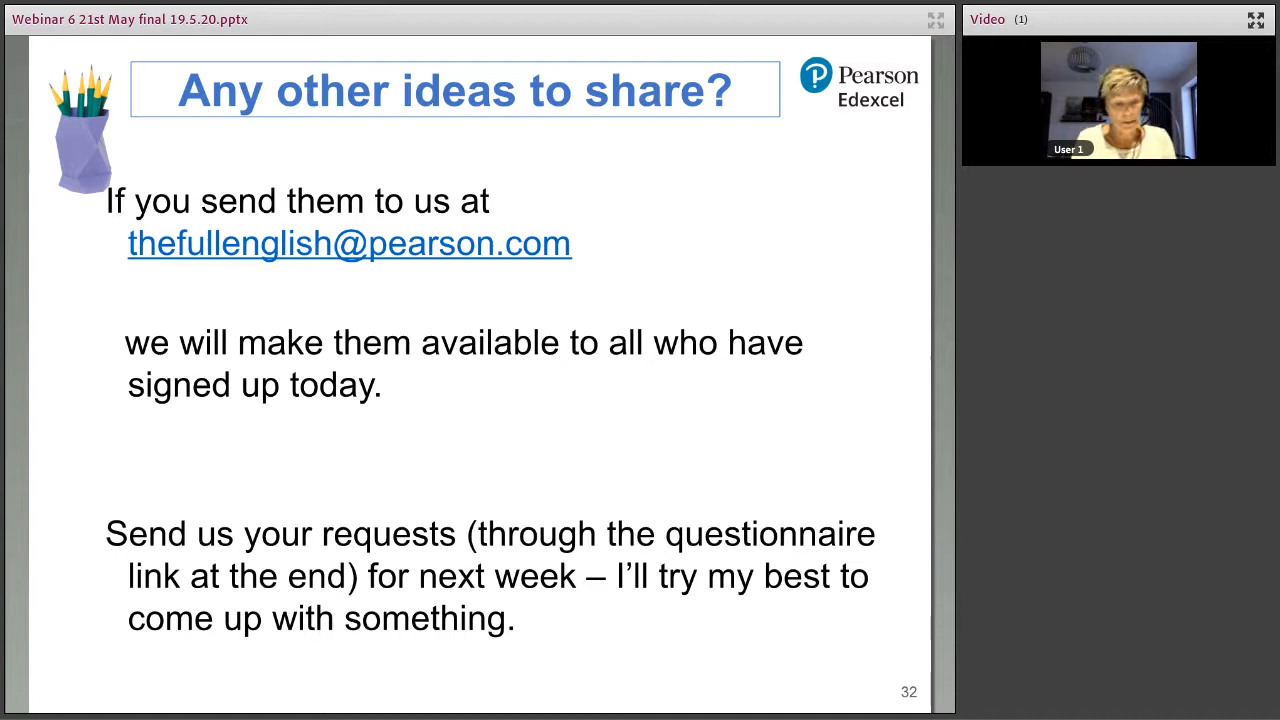 Webinar 6 21st May final 19.5.20.pptx
Video (1)
Any other ideas to share?
Pearson
Edexcel
User 1
If you send them to us at
thefullenglish@pearson.com
we will make them available to all who have
signed up today.
Send us your requests (through the questionnaire
link at the end) for next week – I’ll try my best to
come up with something.
32